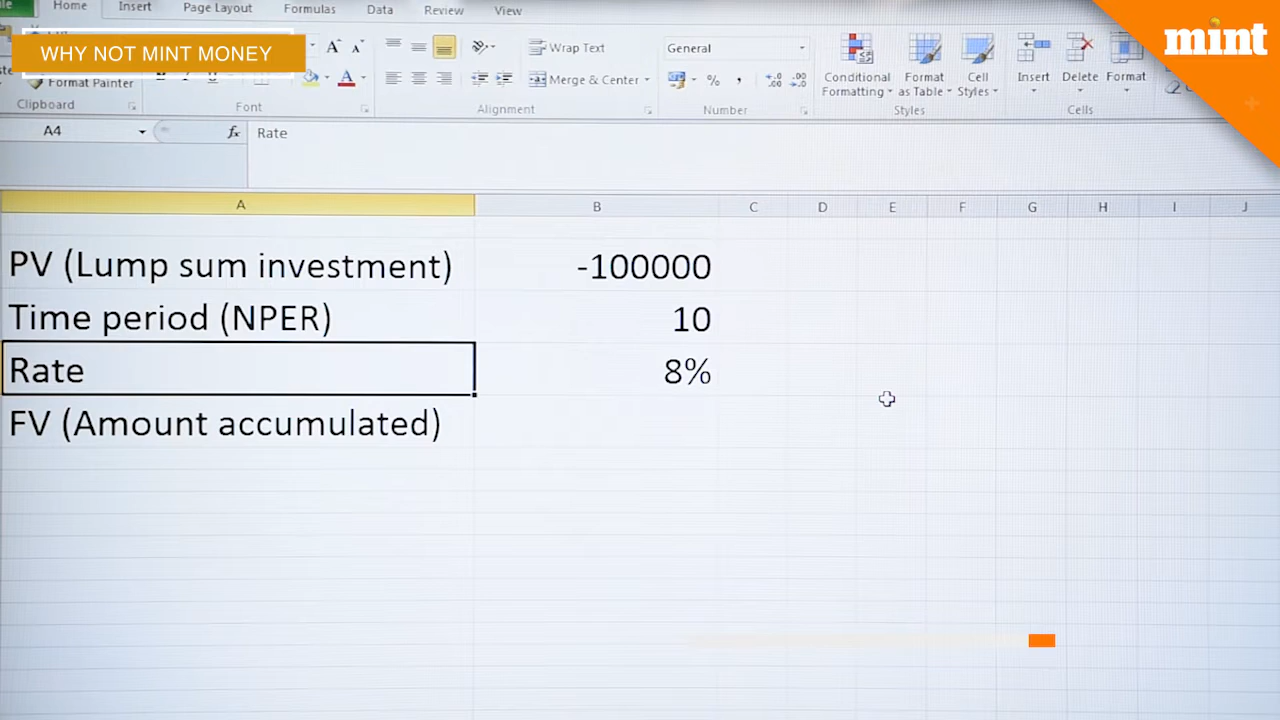 Home Insert Page Layout Formulas Data Review View
mint
WHY NOT MINT MONEY
Wrap Text
General
Format Painter
Merge & Center
Conditional Formatting
Format as Table
Cell Styles
Insert
Delete
Format
Clipboard
Font
Alignment
Number
Styles
Cells
A4
fx
Rate
A B C D E F G H I J
PV (Lump sum investment) -100000
Time period (NPER) 10
Rate 8%
FV (Amount accumulated)